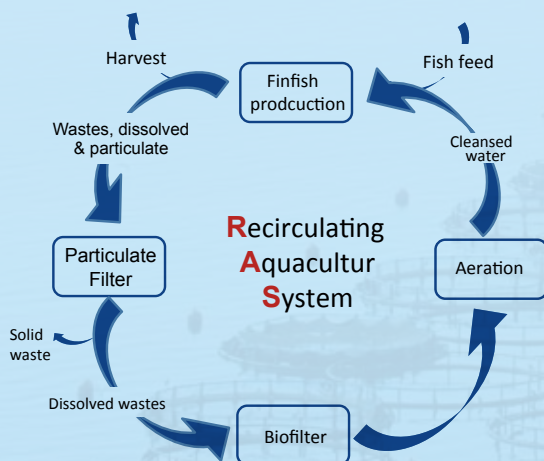 Harvest
Fish feed
Finfish
prodcuction
Wastes, dissolved
& particulate
Cleansed
water
Recirculating
Aquacultur
System
Particulate
Filter
Aeration
Solid
waste
Dissolved wastes
Biofilter